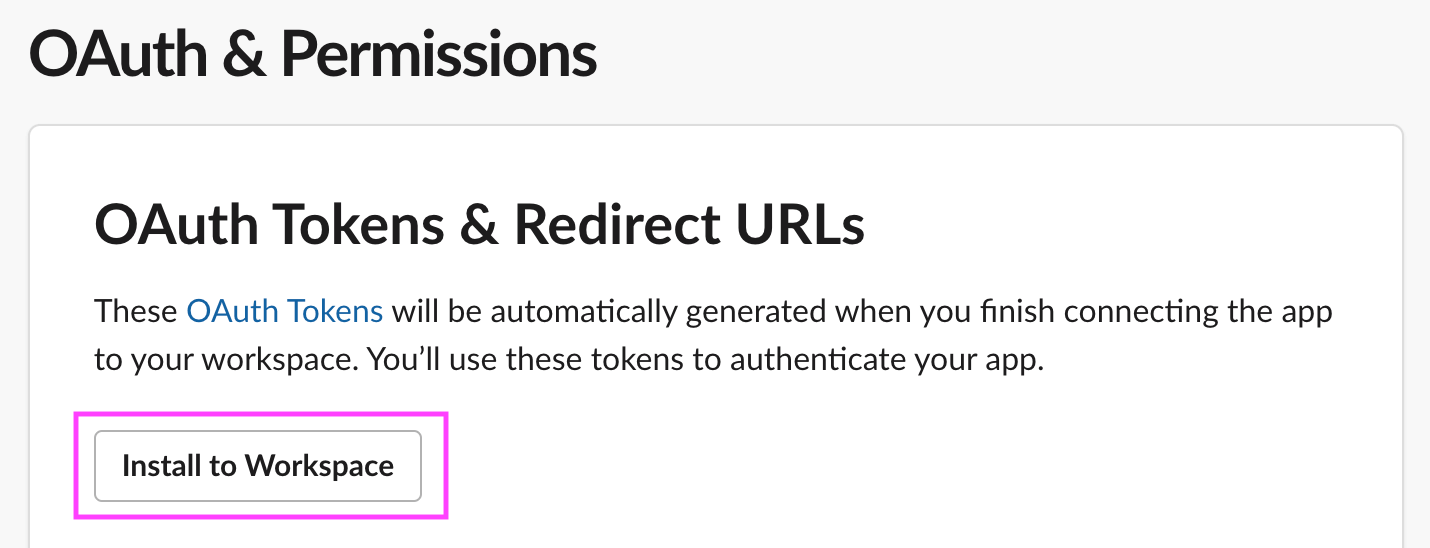 OAuth & Permissions
OAuth Tokens & Redirect URLs
These OAuth Tokens will be automatically generated when you finish connecting the app
to your workspace. You’ll use these tokens to authenticate your app.
Install to Workspace